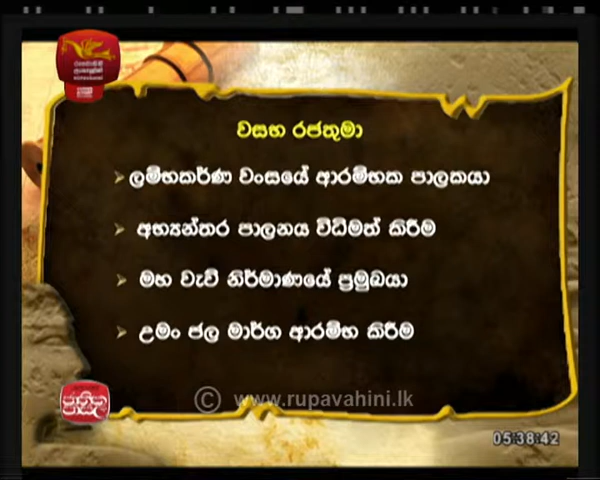 වසභ රජතුමා
➢ ලම්භකර්ණ වංසයේ ආරම්භක පාලකයා
➢ අභ්‍යන්තර පාලනය විධිමත් කිරීම
➢ මහ වැව් නිර්මාණයේ ප්‍රමුඛයා
➢ උමං ජල මාර්ග ආරම්භ කිරීම
© www.rupavahini.lk
05:38:42